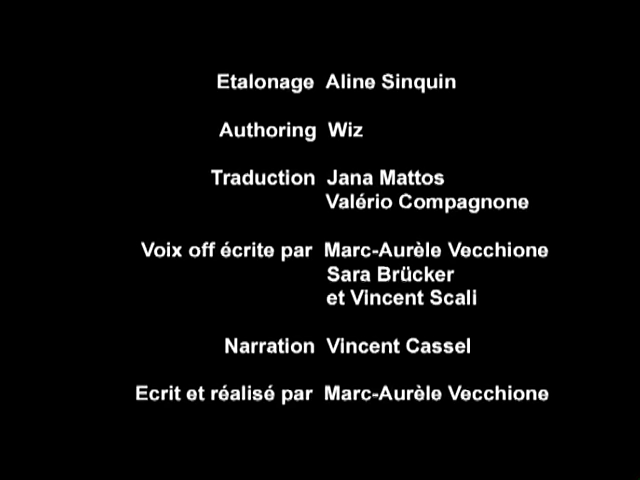 Etalonage Aline Sinquin
Authoring Wiz
Traduction Jana Mattos
Valério Compagnone
Voix off écrite par Marc-Aurèle Vecchione
Sara Brücker
et Vincent Scali
Narration Vincent Cassel
Ecrit et réalisé par Marc-Aurèle Vecchione